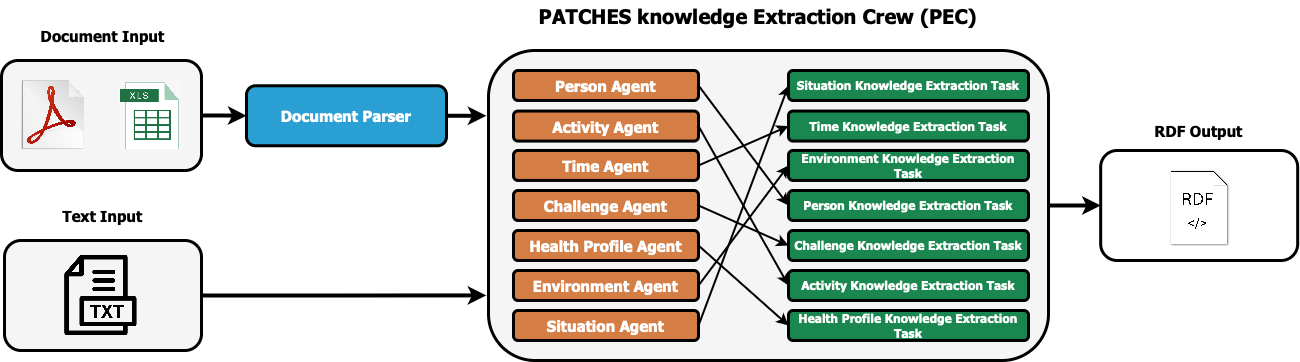 PATCHES knowledge Extraction Crew (PEC)
Document Input
XLS
Document Parser
Text Input
TXT
Person Agent
Activity Agent
Time Agent
Challenge Agent
Health Profile Agent
Environment Agent
Situation Agent
Situation Knowledge Extraction Task
Time Knowledge Extraction Task
Environment Knowledge Extraction
Task
Person Knowledge Extraction Task
Challenge Knowledge Extraction Task
Activity Knowledge Extraction Task
Health Profile Knowledge Extraction
Task
RDF Output
RDF
</>